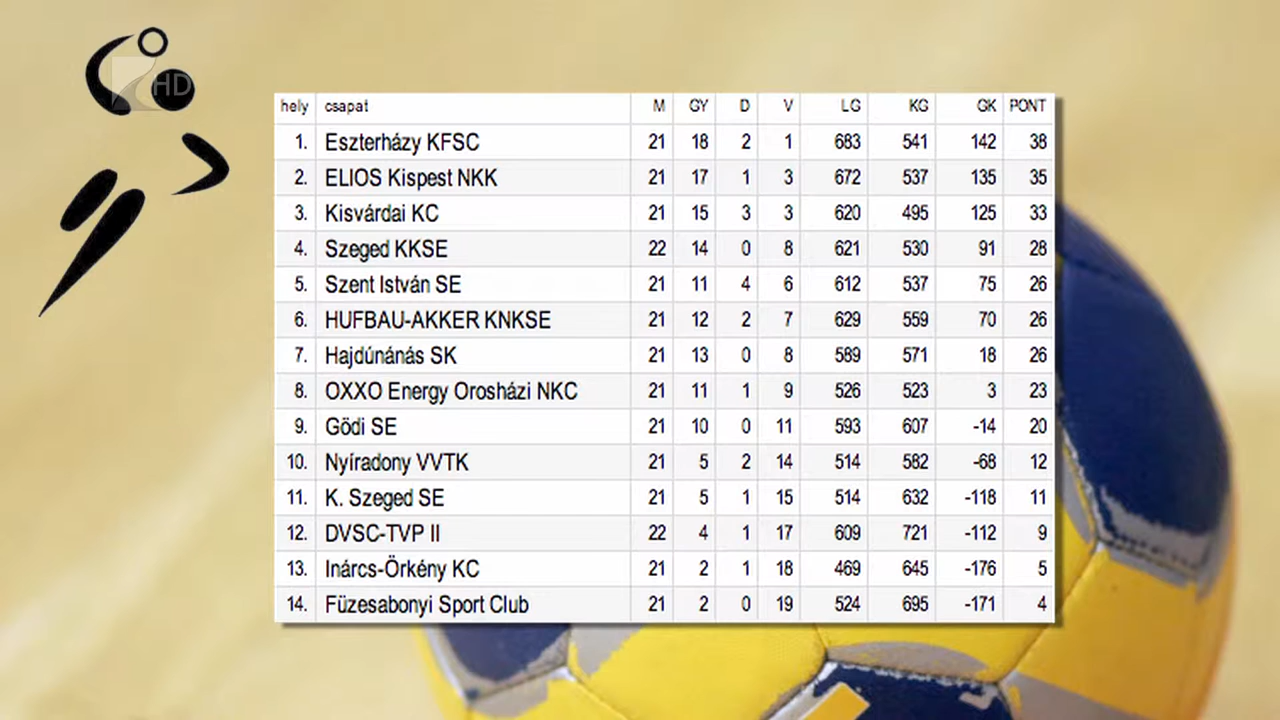 HD
hely csapat M GY D V LG KG GK PONT
1. Eszterházy KFSC 21 18 2 1 683 541 142 38
2. ELIOS Kispest NKK 21 17 1 3 672 537 135 35
3. Kisvárdai KC 21 15 3 3 620 495 125 33
4. Szeged KKSE 22 14 0 8 621 530 91 28
5. Szent István SE 21 11 4 6 612 537 75 26
6. HUFBAU-AKKER KNKSE 21 12 2 7 629 559 70 26
7. Hajdúnánás SK 21 13 0 8 589 571 18 26
8. OXXO Energy Orosházi NKC 21 11 1 9 526 523 3 23
9. Gödi SE 21 10 0 11 593 607 -14 20
10. Nyíradony VVTK 21 5 2 14 514 582 -68 12
11. K. Szeged SE 21 5 1 15 514 632 -118 11
12. DVSC-TVP II 22 4 1 17 609 721 -112 9
13. Inárcs-Örkény KC 21 2 1 18 469 645 -176 5
14. Füzesabonyi Sport Club 21 2 0 19 524 695 -171 4